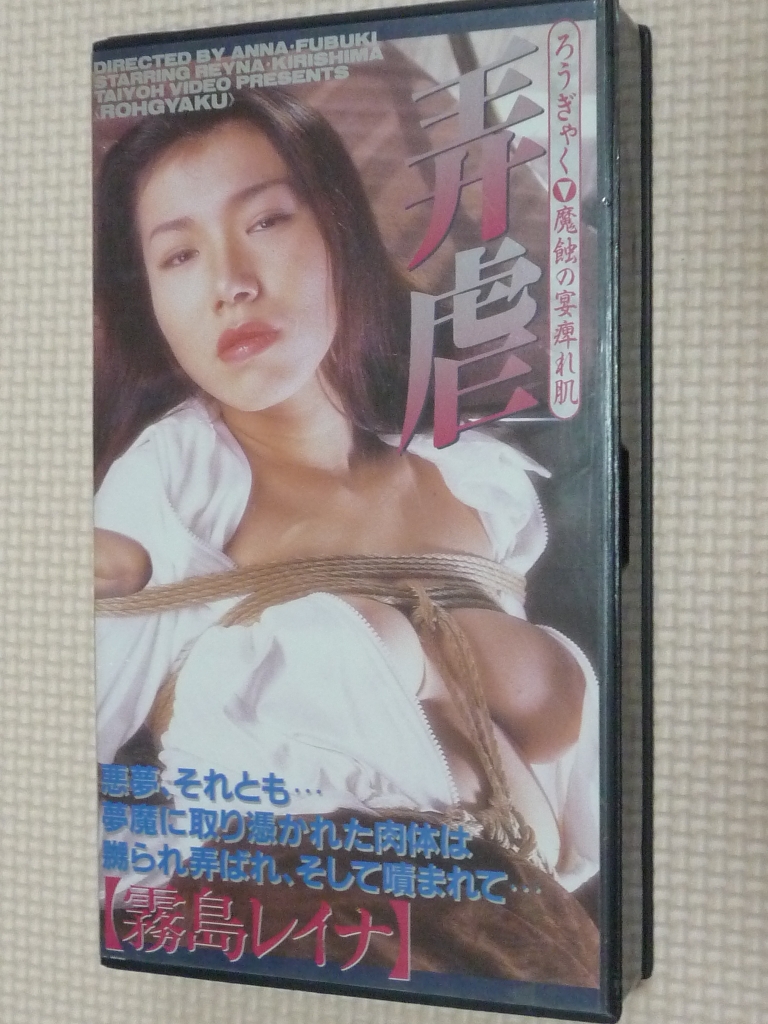 DIRECTED BY ANNA・FUBUKI
STARRING REYNA・KIRISHIMA
TAIYOH VIDEO PRESENTS
〈ROHGYAKU〉
弄虐
ろうぎゃく▼魔蝕の宴痺れ肌
悪夢、それとも…
夢魔に取り憑かれた肉体は
嬲られ弄ばれ、そして嘖まれて…
【霧島レイナ】